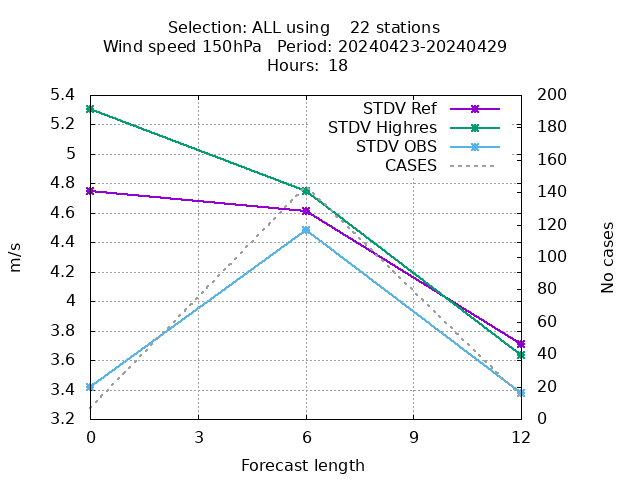 Selection: ALL using    22 stations
Wind speed 150hPa   Period: 20240423-20240429
Hours:  18
STDV Ref
STDV Highres
STDV OBS
CASES
5.4
5.2
5
4.8
4.6
4.4
4.2
4
3.8
3.6
3.4
3.2
200
180
160
140
120
100
80
60
40
20
0
m/s
No cases
0
3
6
9
12
Forecast length